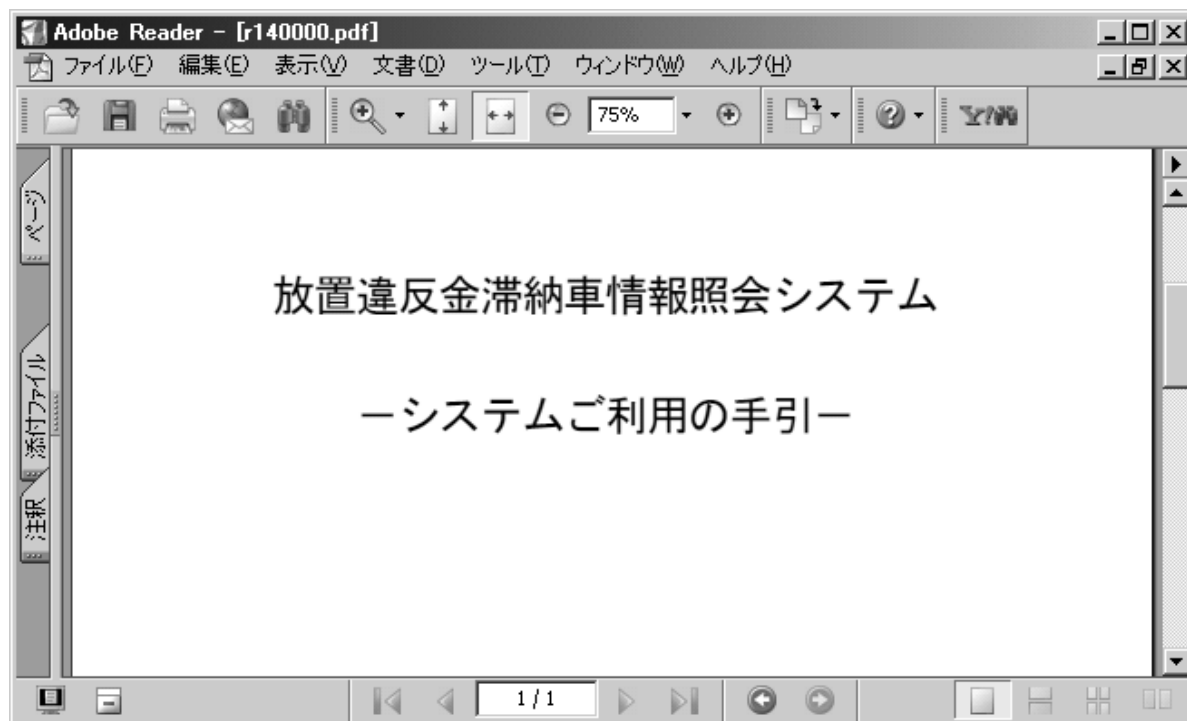 Adobe Reader - [r140000.pdf]
ファイル(F) 編集(E) 表示(V) 文書(D) ツール(T) ウィンドウ(W) ヘルプ(H)
75%
Y!
ページ
放置違反金滞納車情報照会システム
－システムご利用の手引－
添付ファイル
注釈
1 / 1